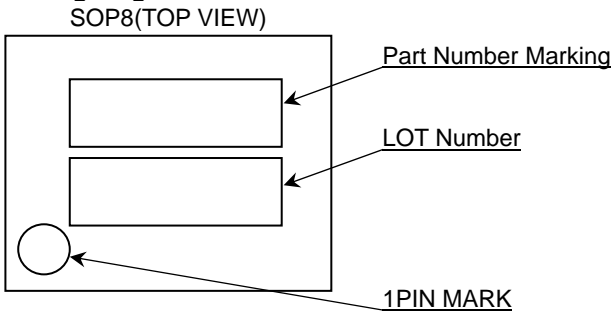 SOP8(TOP VIEW)
Part Number Marking
LOT Number
1PIN MARK